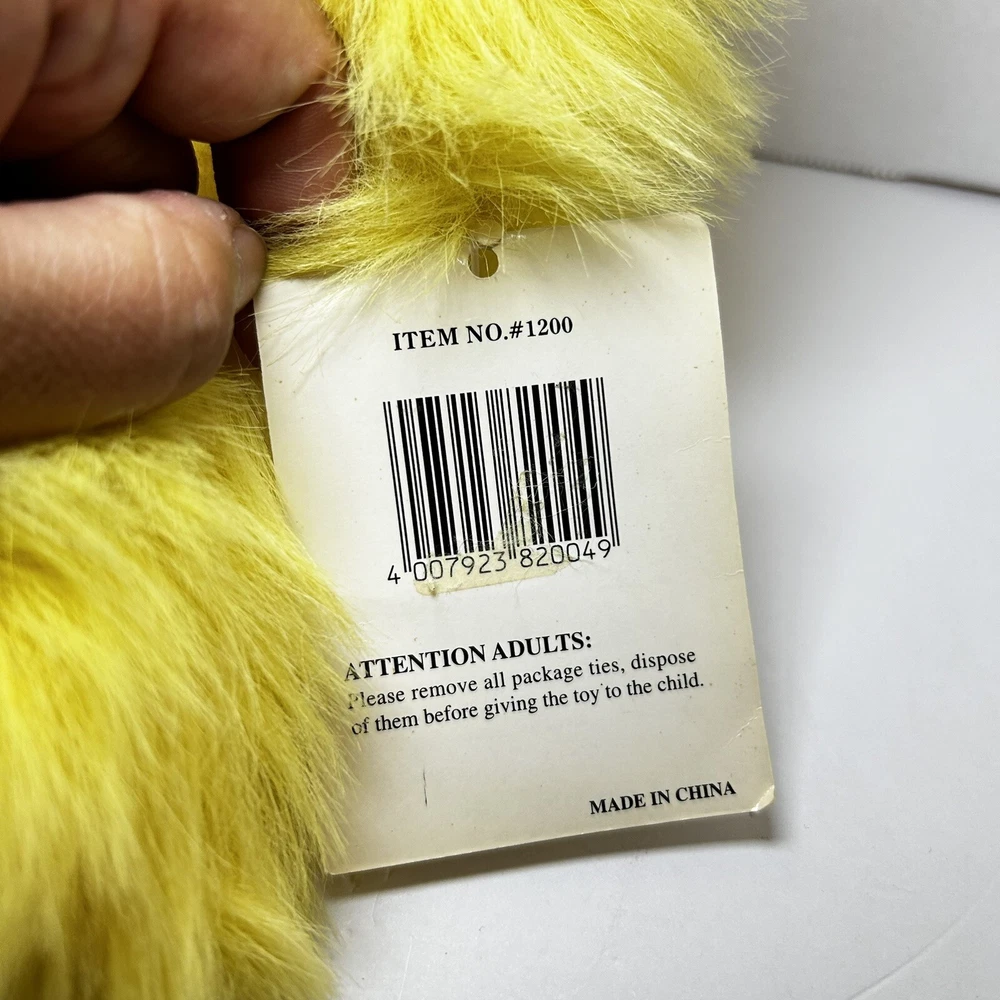 ITEM NO.#1200
4 007923 820049
ATTENTION ADULTS:
Please remove all package ties, dispose
of them before giving the toy to the child.
MADE IN CHINA